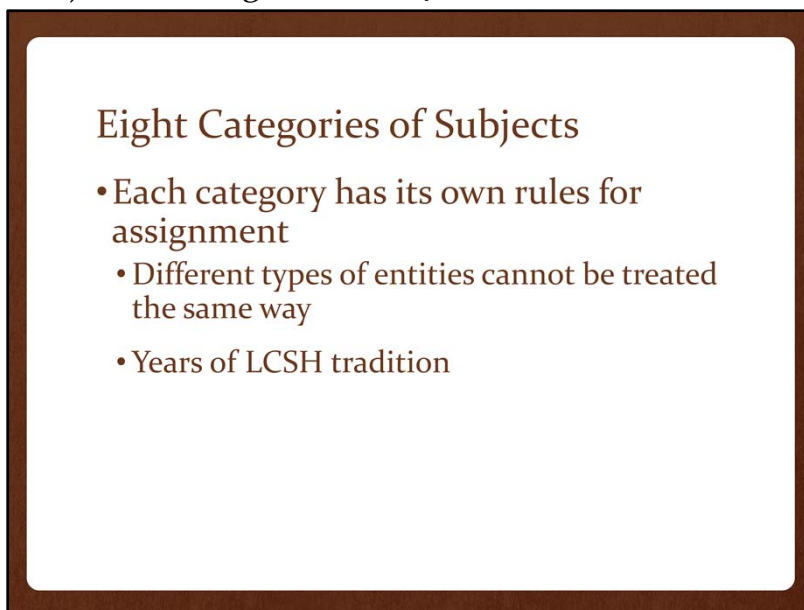 Eight Categories of Subjects
•Each category has its own rules for
assignment
• Different types of entities cannot be treated
the same way
• Years of LCSH tradition